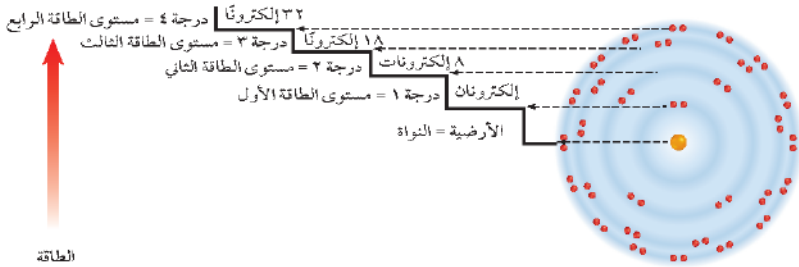 ٣٢ إلكترونًا
درجة ٤ = مستوى الطاقة الرابع
١٨ إلكترونًا
درجة ٣ = مستوى الطاقة الثالث
٨ إلكترونات
درجة ٢ = مستوى الطاقة الثاني
إلكترونان
درجة ١ = مستوى الطاقة الأول
الأرضية = النواة
الطاقة